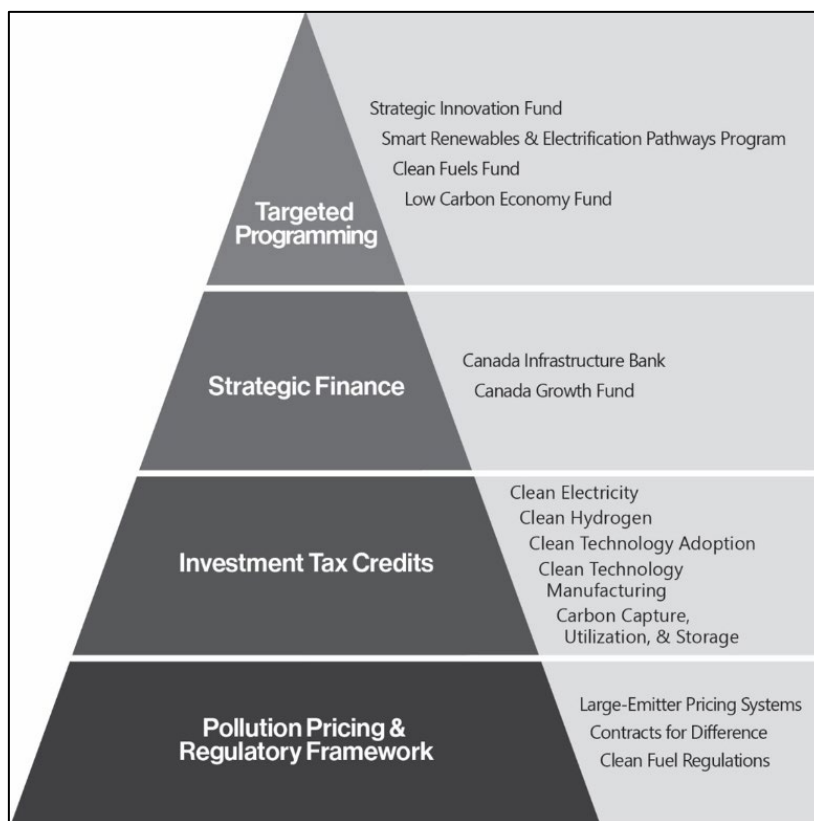 Strategic Innovation Fund
Smart Renewables & Electrification Pathways Program
Clean Fuels Fund
Low Carbon Economy Fund
Targeted
Programming
Canada Infrastructure Bank
Strategic Finance
Canada Growth Fund
Clean Electricity
Clean Hydrogen
Clean Technology Adoption
Investment Tax Credits
Clean Technology
Manufacturing
Carbon Capture,
Utilization, & Storage
Large-Emitter Pricing Systems
Pollution Pricing &
Regulatory Framework
Contracts for Difference
Clean Fuel Regulations